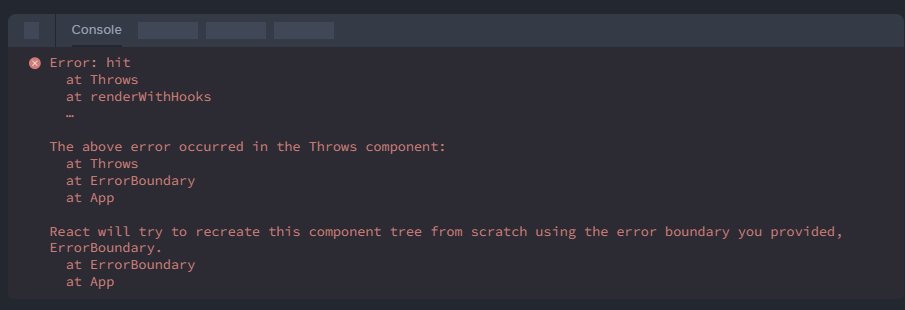 Console
Error: hit
at Throws
at renderWithHooks
…
The above error occurred in the Throws component:
at Throws
at ErrorBoundary
at App
React will try to recreate this component tree from scratch using the error boundary you provided,
ErrorBoundary.
at ErrorBoundary
at App